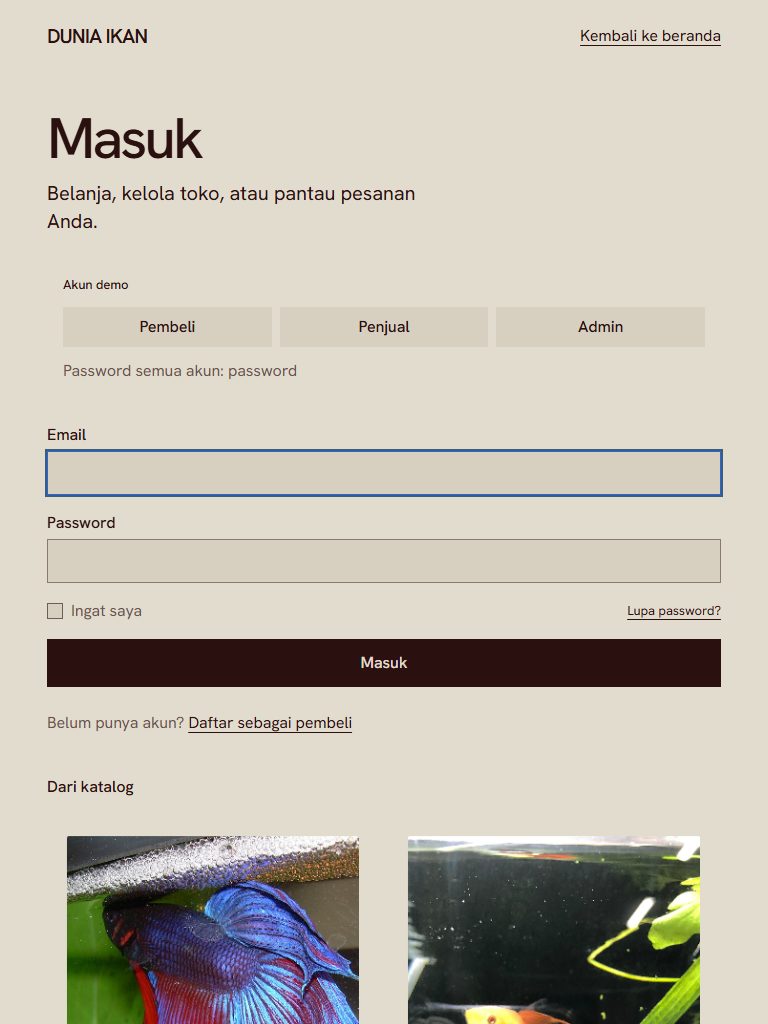 DUNIA IKAN
Kembali ke beranda
Masuk
Belanja, kelola toko, atau pantau pesanan
Anda.
Akun demo
Pembeli
Penjual
Admin
Password semua akun: password
Email
Password
Ingat saya
Lupa password?
Masuk
Belum punya akun? Daftar sebagai pembeli
Dari katalog